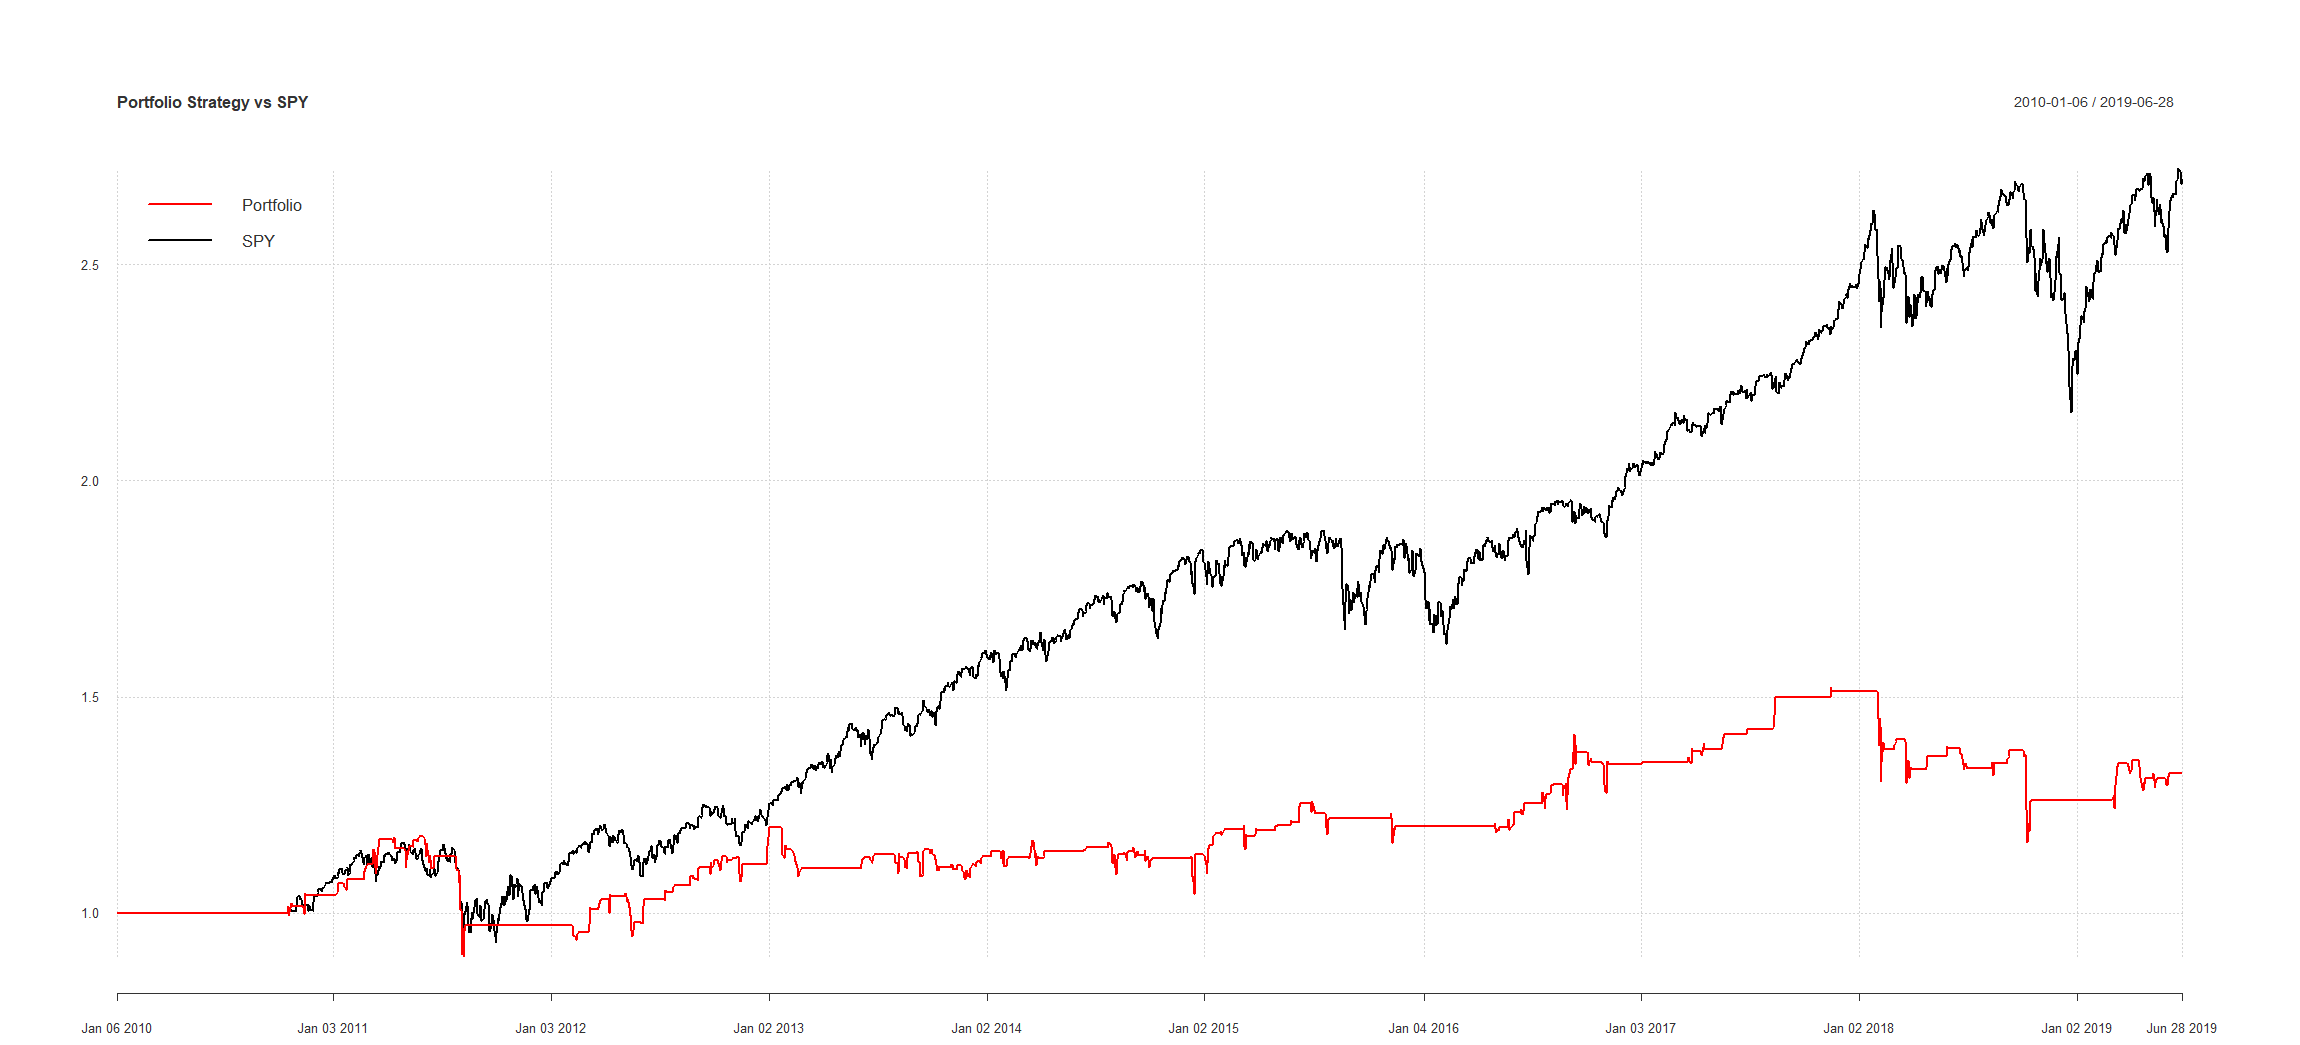 Portfolio Strategy vs SPY
2010-01-06 / 2019-06-28
Portfolio
SPY
2.5
2.0
1.5
1.0
Jan 06 2010
Jan 03 2011
Jan 03 2012
Jan 02 2013
Jan 02 2014
Jan 02 2015
Jan 04 2016
Jan 03 2017
Jan 02 2018
Jan 02 2019
Jun 28 2019